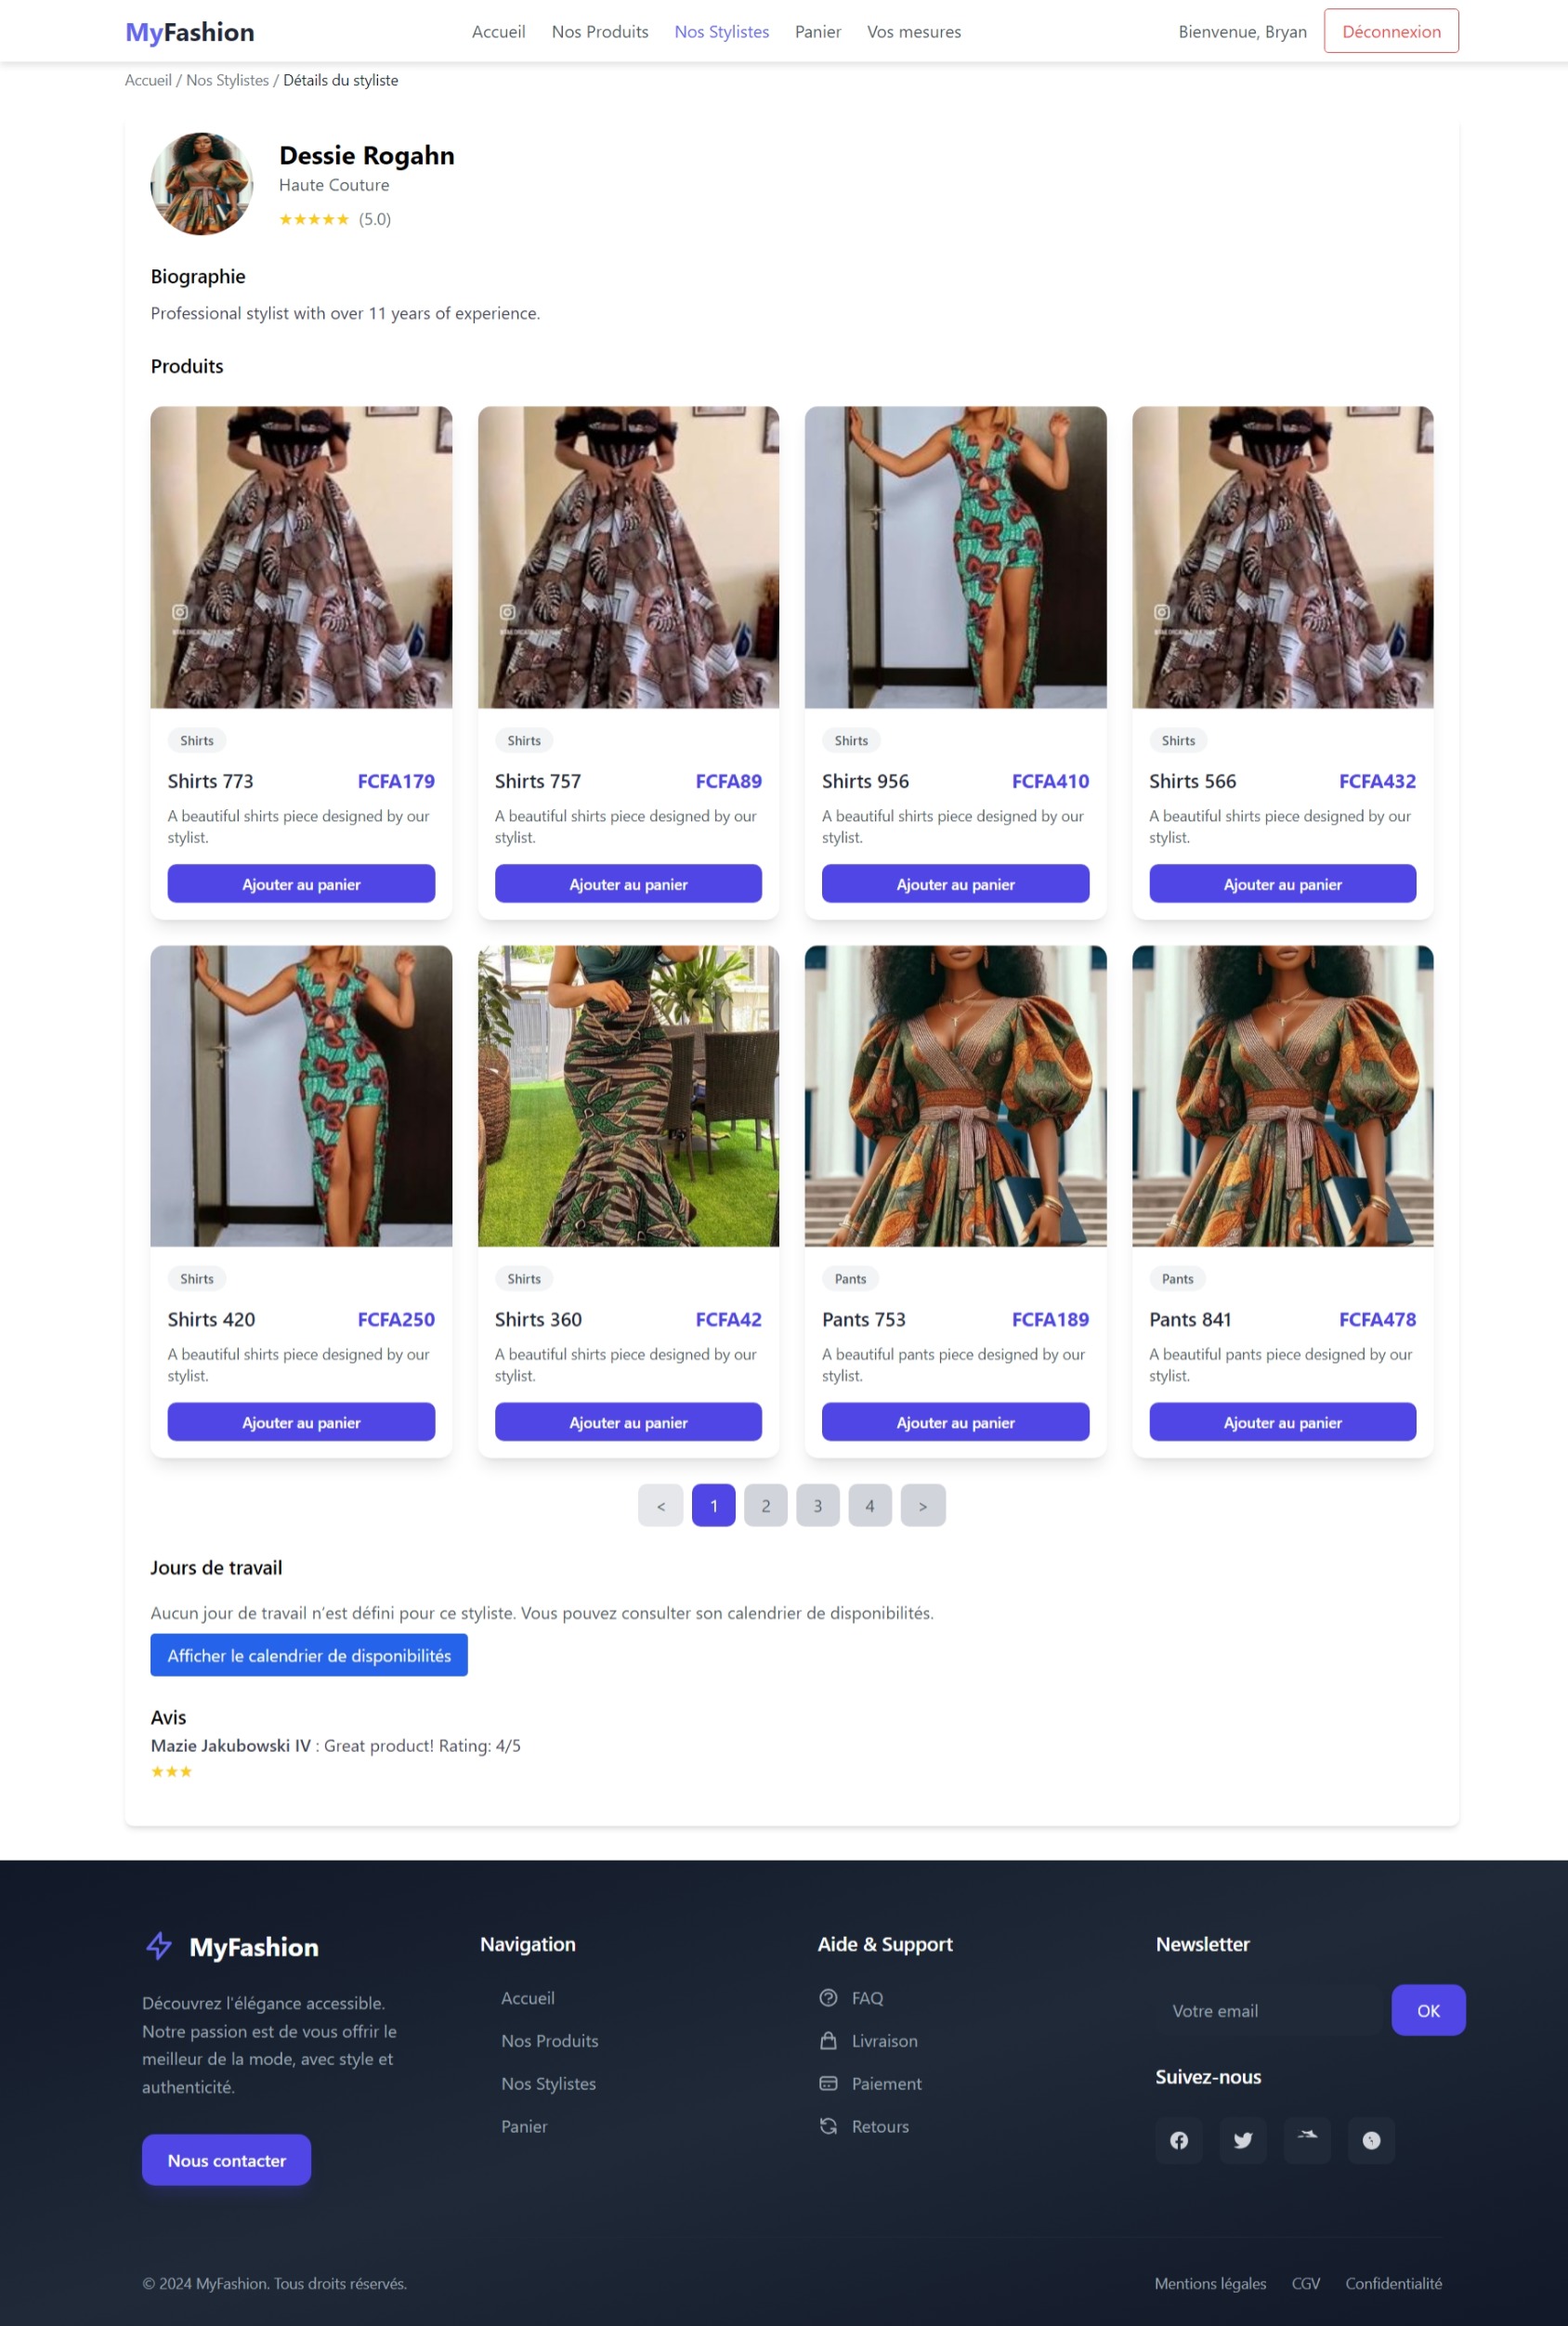 MyFashion
Accueil Nos Produits Nos Stylistes Panier Vos mesures
Bienvenue, Bryan Déconnexion
Accueil / Nos Stylistes / Détails du styliste
Dessie Rogahn
Haute Couture
★★★★★ (5.0)
Biographie
Professional stylist with over 11 years of experience.
Produits
Shirts
Shirts 773 FCFA179
A beautiful shirts piece designed by our
stylist.
Ajouter au panier
Shirts
Shirts 757 FCFA89
A beautiful shirts piece designed by our
stylist.
Ajouter au panier
Shirts
Shirts 956 FCFA410
A beautiful shirts piece designed by our
stylist.
Ajouter au panier
Shirts
Shirts 566 FCFA432
A beautiful shirts piece designed by our
stylist.
Ajouter au panier
Shirts
Shirts 420 FCFA250
A beautiful shirts piece designed by our
stylist.
Ajouter au panier
Shirts
Shirts 360 FCFA42
A beautiful shirts piece designed by our
stylist.
Ajouter au panier
Pants
Pants 753 FCFA189
A beautiful pants piece designed by our
stylist.
Ajouter au panier
Pants
Pants 841 FCFA478
A beautiful pants piece designed by our
stylist.
Ajouter au panier
< 1 2 3 4 >
Jours de travail
Aucun jour de travail n'est défini pour ce styliste. Vous pouvez consulter son calendrier de disponibilités.
Afficher le calendrier de disponibilités
Avis
Mazie Jakubowski IV : Great product! Rating: 4/5
★★★
MyFashion
Découvrez l'élégance accessible.
Notre passion est de vous offrir le
meilleur de la mode, avec style et
authenticité.
Nous contacter
Navigation
Accueil
Nos Produits
Nos Stylistes
Panier
Aide & Support
FAQ
Livraison
Paiement
Retours
Newsletter
Votre email OK
Suivez-nous
© 2024 MyFashion. Tous droits réservés.
Mentions légales CGV Confidentialité